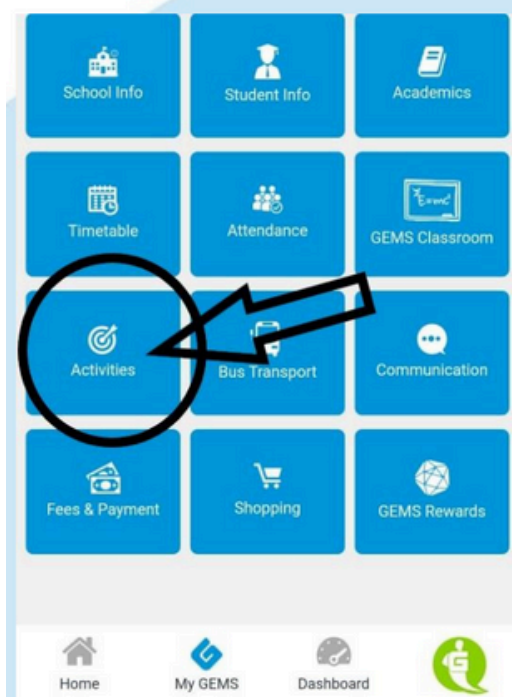 School Info
Student Info
Academics
Timetable
Attendance
GEMS Classroom
Activities
Bus Transport
Communication
Fees & Payment
Shopping
GEMS Rewards
Home
My GEMS
Dashboard